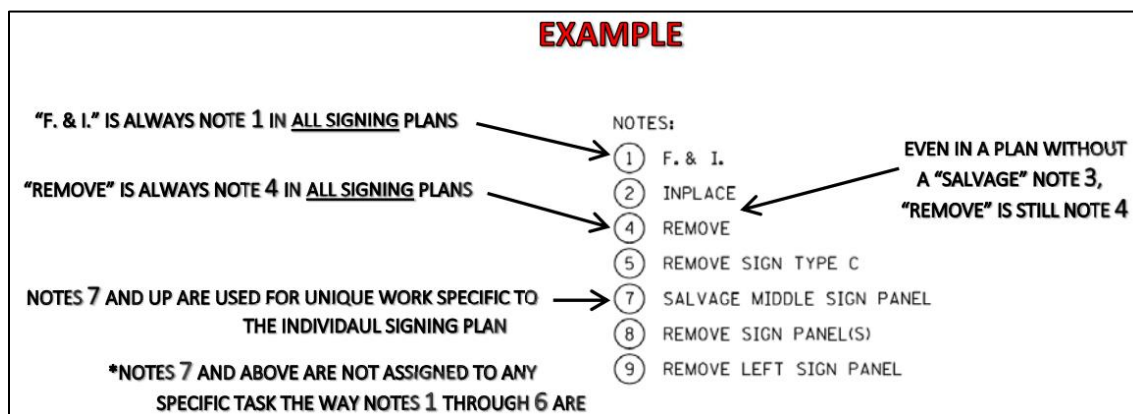 EXAMPLE
"F. & I." IS ALWAYS NOTE 1 IN ALL SIGNING PLANS
"REMOVE" IS ALWAYS NOTE 4 IN ALL SIGNING PLANS
NOTES 7 AND UP ARE USED FOR UNIQUE WORK SPECIFIC TO
THE INDIVIDAUL SIGNING PLAN
*NOTES 7 AND ABOVE ARE NOT ASSIGNED TO ANY
SPECIFIC TASK THE WAY NOTES 1 THROUGH 6 ARE
NOTES:
1 F. & I.
2 INPLACE
4 REMOVE
5 REMOVE SIGN TYPE C
7 SALVAGE MIDDLE SIGN PANEL
8 REMOVE SIGN PANEL(S)
9 REMOVE LEFT SIGN PANEL
EVEN IN A PLAN WITHOUT
A "SALVAGE" NOTE 3,
"REMOVE" IS STILL NOTE 4